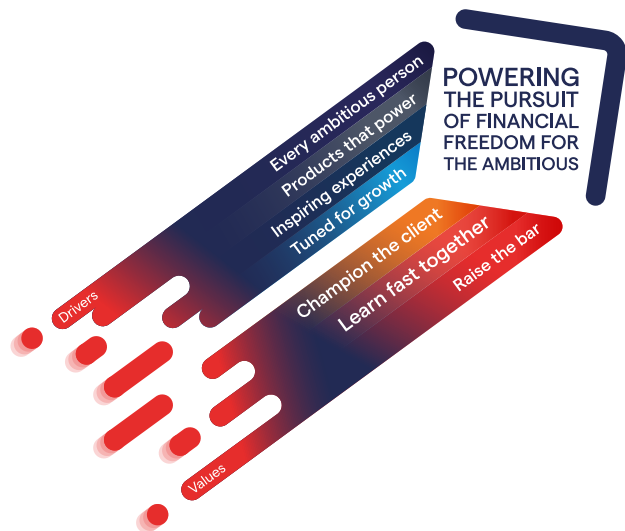 POWERING
THE PURSUIT
OF FINANCIAL
FREEDOM FOR
THE AMBITIOUS
Drivers
Every ambitious person
Products that power
Inspiring experiences
Tuned for growth
Values
Champion the client
Learn fast together
Raise the bar